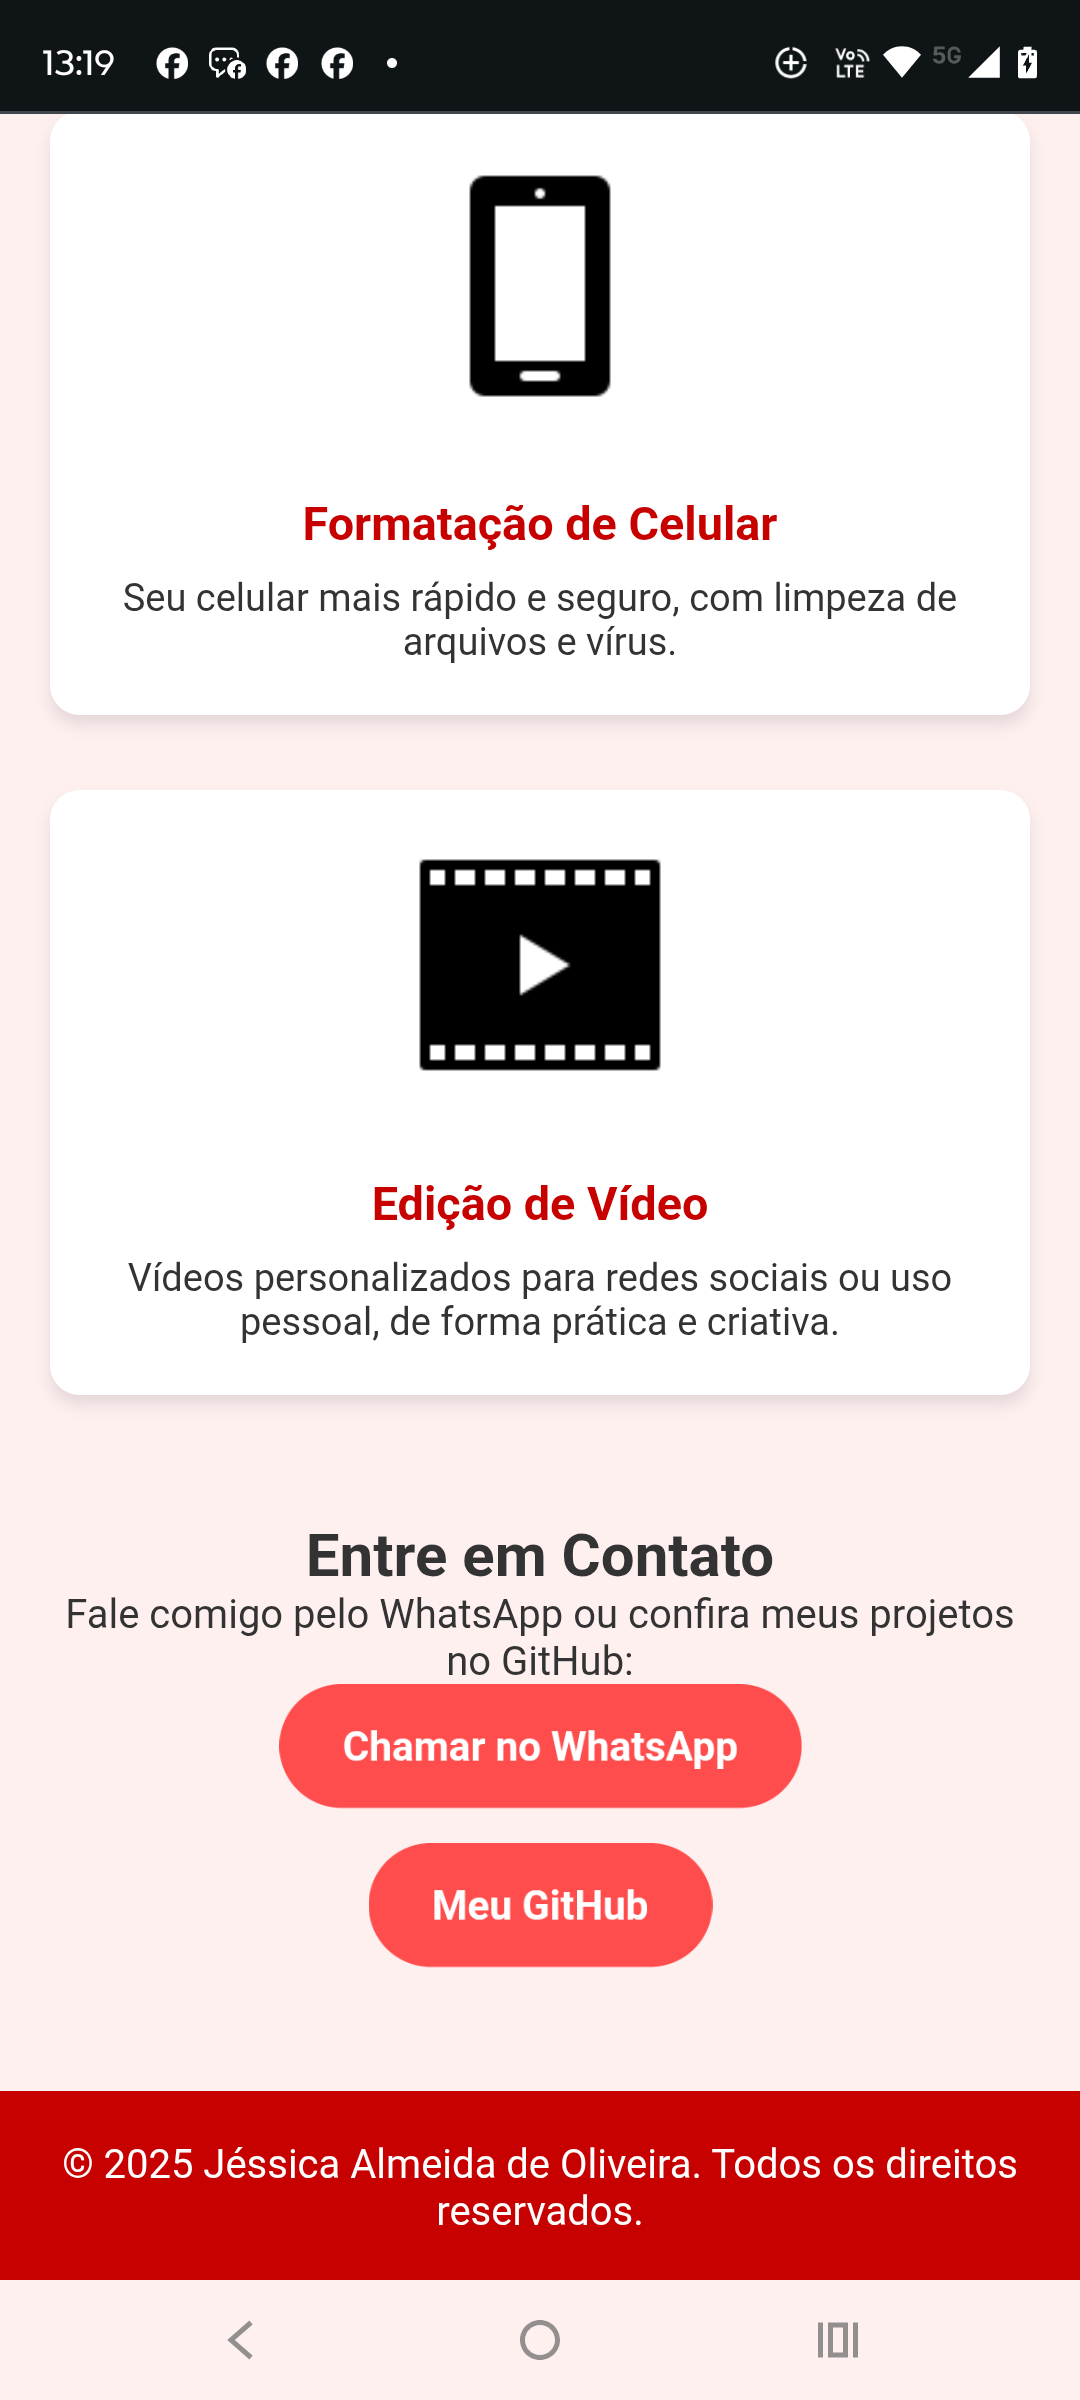 13:19
Vo LTE 5G
Formatação de Celular
Seu celular mais rápido e seguro, com limpeza de
arquivos e vírus.
Edição de Vídeo
Vídeos personalizados para redes sociais ou uso
pessoal, de forma prática e criativa.
Entre em Contato
Fale comigo pelo WhatsApp ou confira meus projetos
no GitHub:
Chamar no WhatsApp
Meu GitHub
© 2025 Jéssica Almeida de Oliveira. Todos os direitos
reservados.